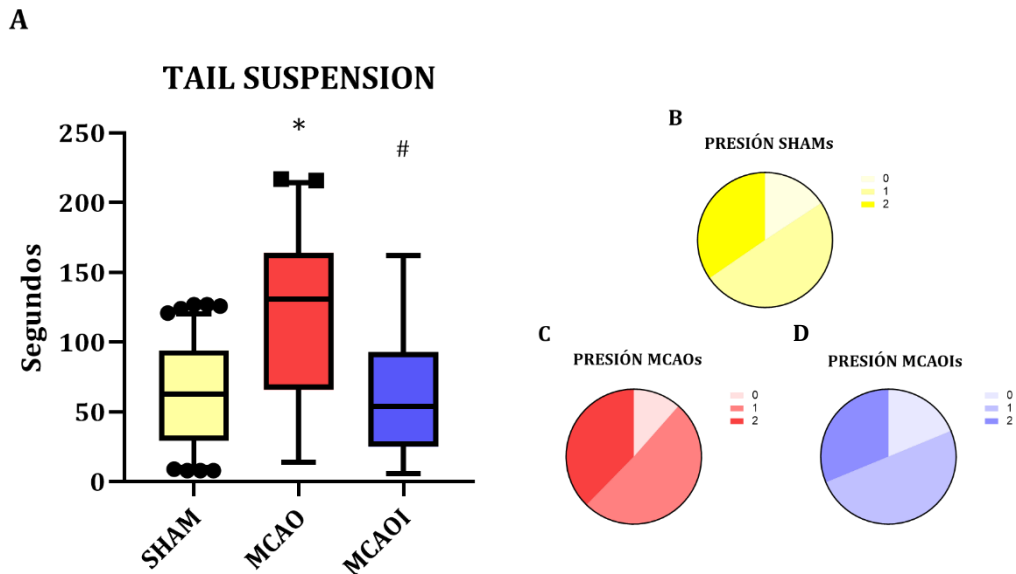 A
TAIL SUSPENSION
250
200
150
100
50
0
Segundos
*
#
SHAM
MCAO
MCAOI
B
PRESIÓN SHAMs
0
1
2
C
PRESIÓN MCAOs
0
1
2
D
PRESIÓN MCAOIs
0
1
2